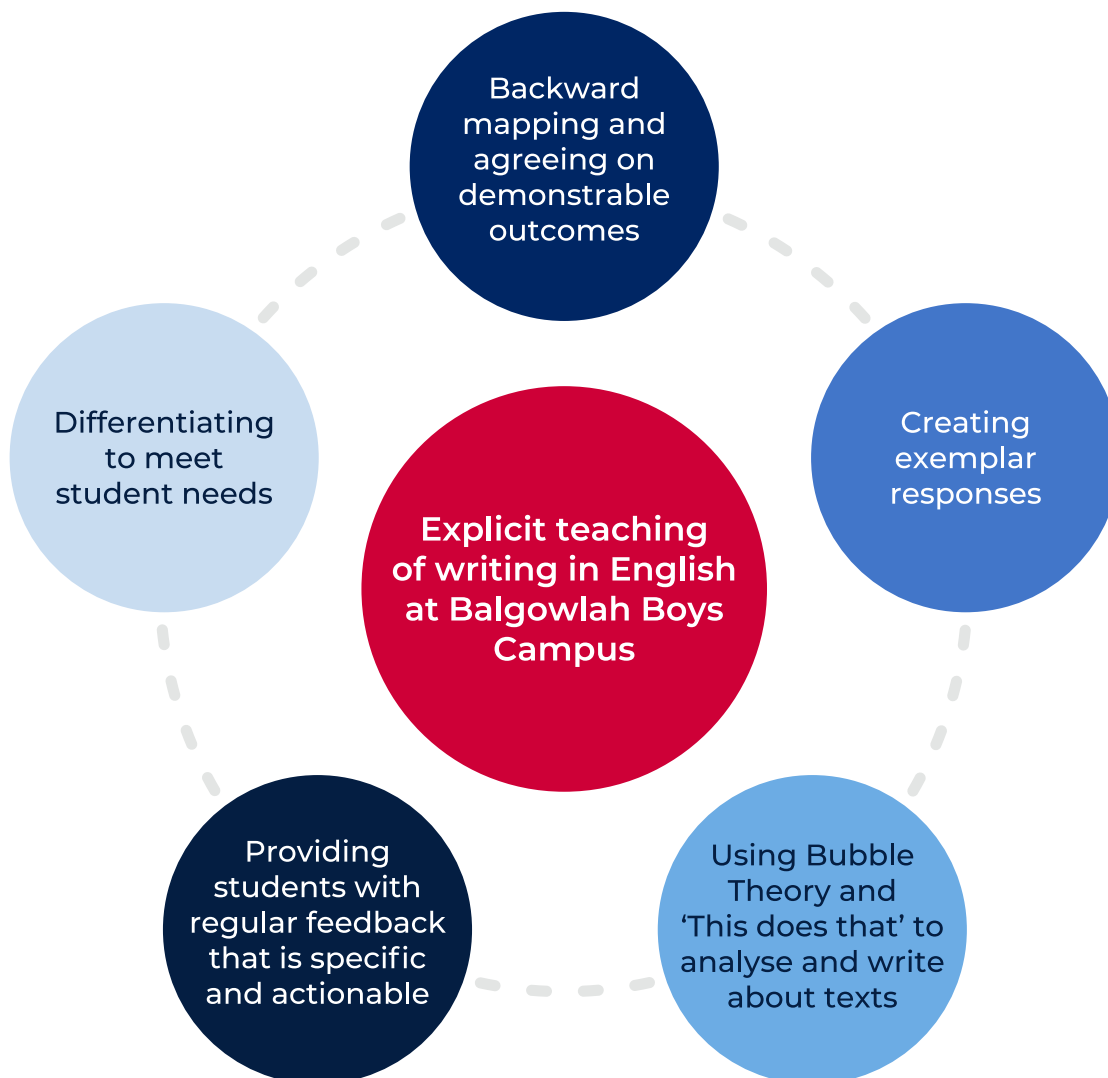 Backward
mapping and
agreeing on
demonstrable
outcomes
Differentiating
to meet
student needs
Creating
exemplar
responses
Explicit teaching
of writing in English
at Balgowlah Boys
Campus
Providing
students with
regular feedback
that is specific
and actionable
Using Bubble
Theory and
‘This does that’ to
analyse and write
about texts